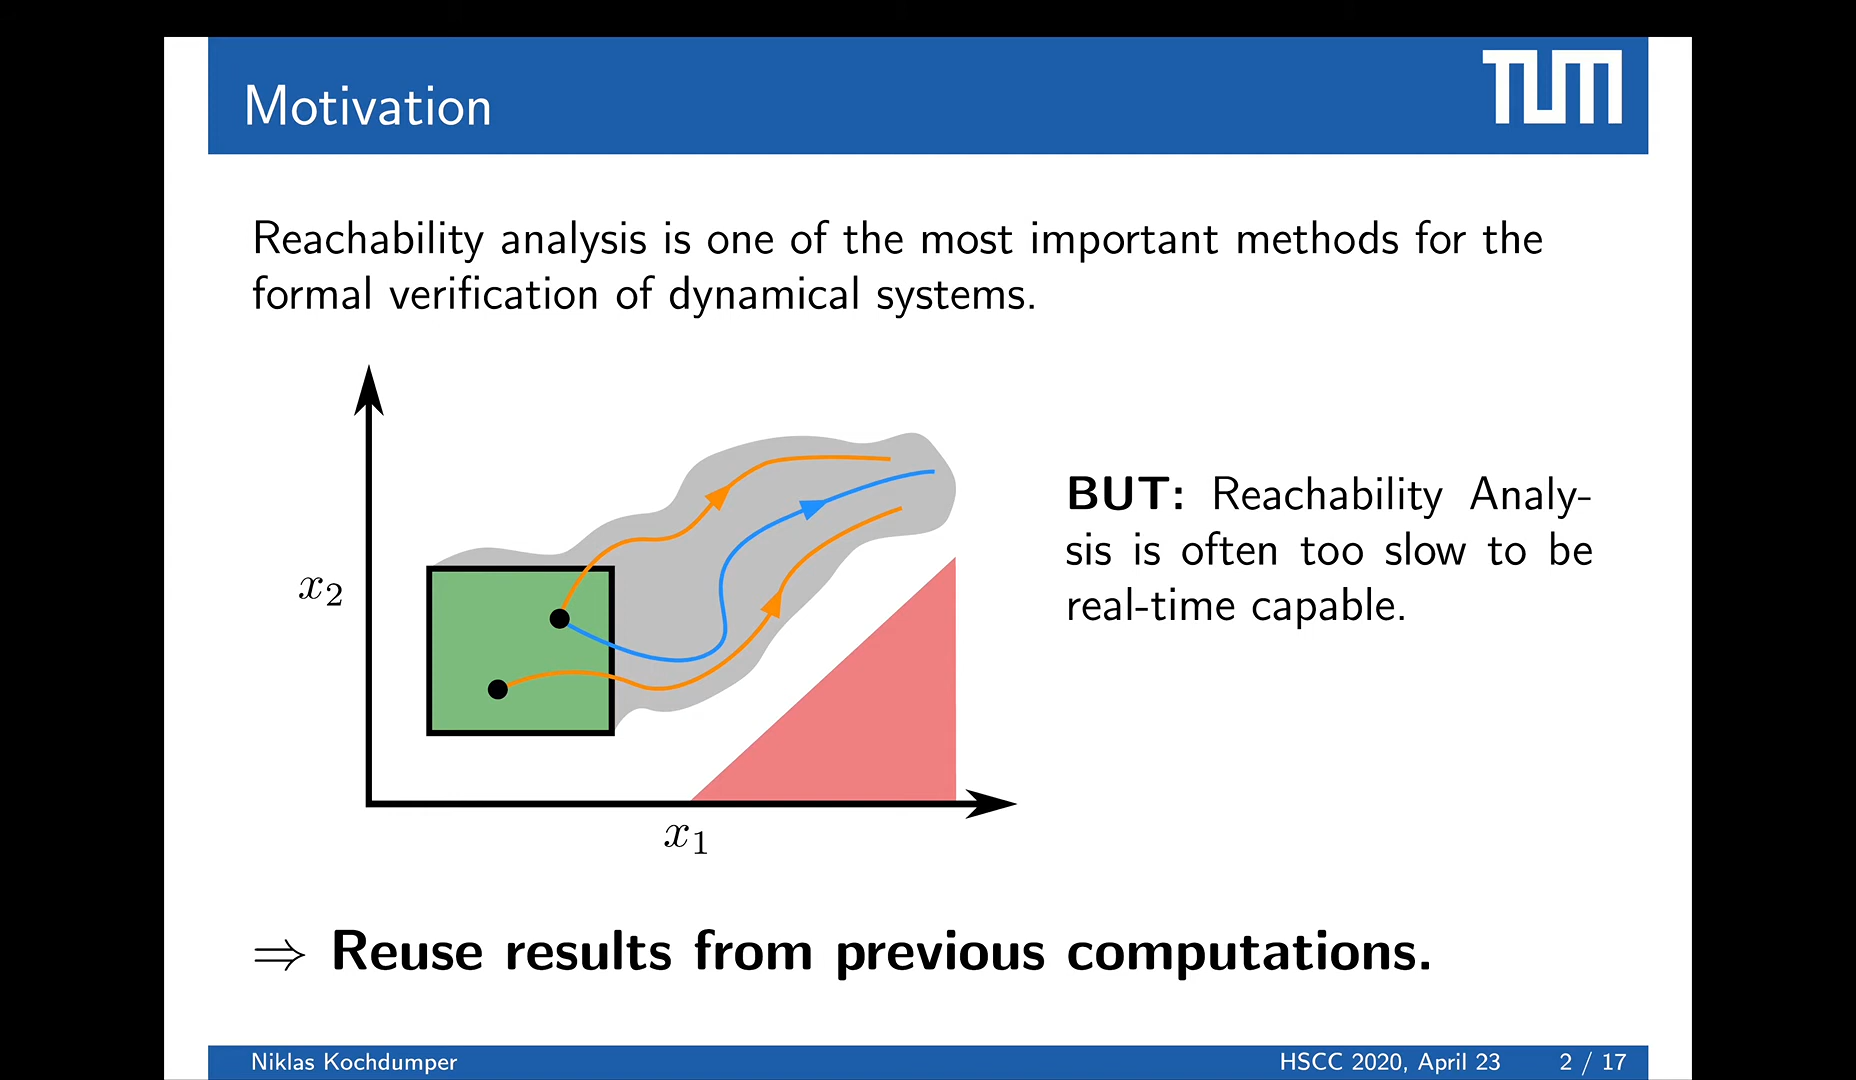 Motivation
TUM
Reachability analysis is one of the most important methods for the
formal verification of dynamical systems.
x₂
x₁
BUT: Reachability Analy-
sis is often too slow to be
real-time capable.
⇒ Reuse results from previous computations.
Niklas Kochdumper
HSCC 2020, April 23
2 / 17